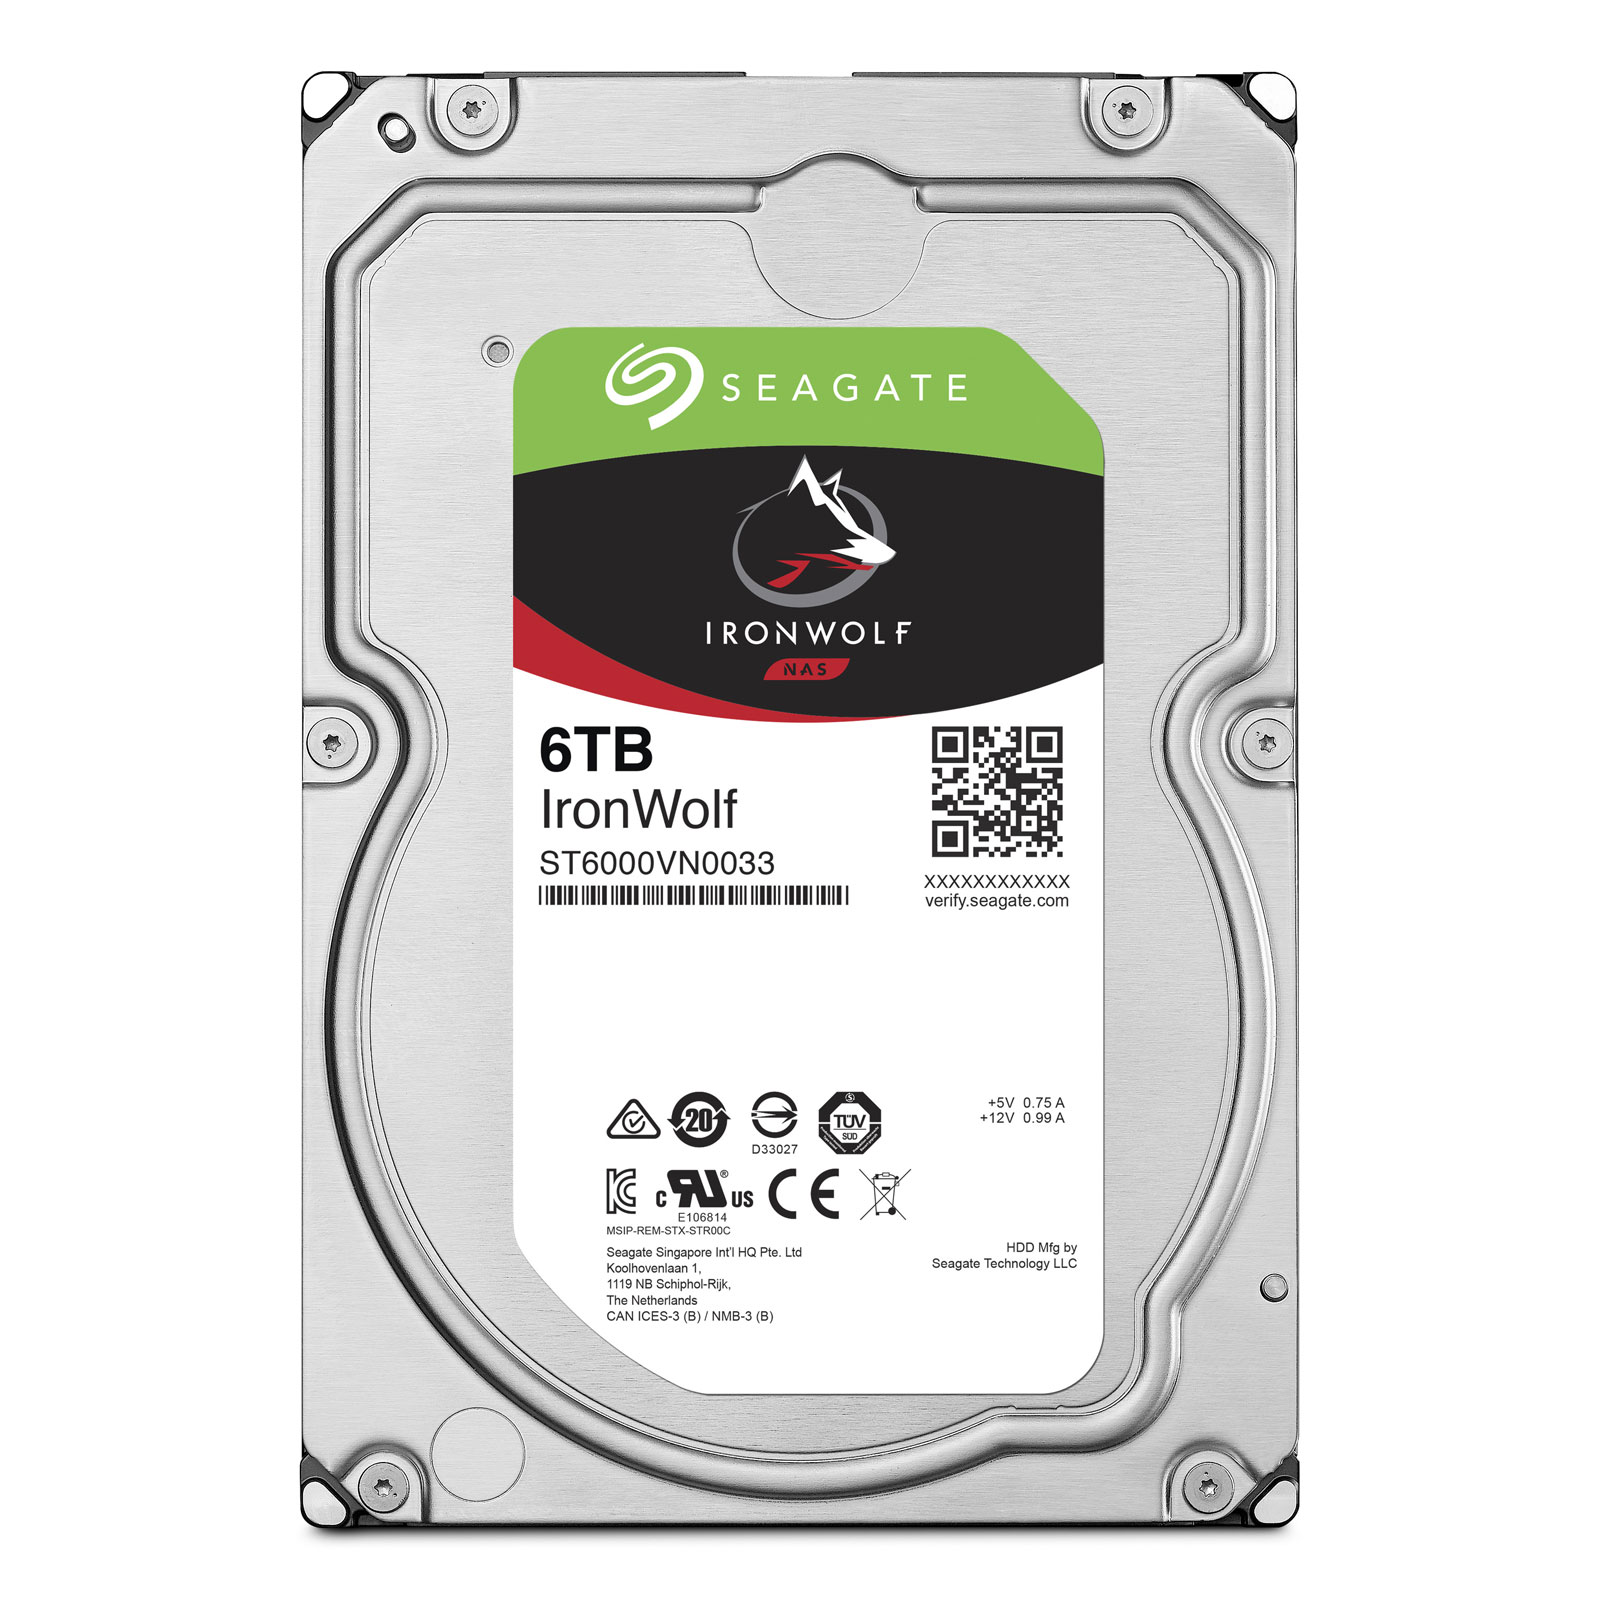 SEAGATE
IRONWOLF
NAS
6TB
IronWolf
ST6000VN0033
XXXXXXXXXXXX
verify.seagate.com
+5V 0.75 A
+12V 0.99 A
20
D33027
TÜV
SÜD
c RU® US
E106814
MSIP-REM-STX-STR00C
CE
Seagate Singapore Int'l HQ Pte. Ltd
Koolhovenlaan 1,
1119 NB Schiphol-Rijk,
The Netherlands
CAN ICES-3 (B) / NMB-3 (B)
HDD Mfg by
Seagate Technology LLC